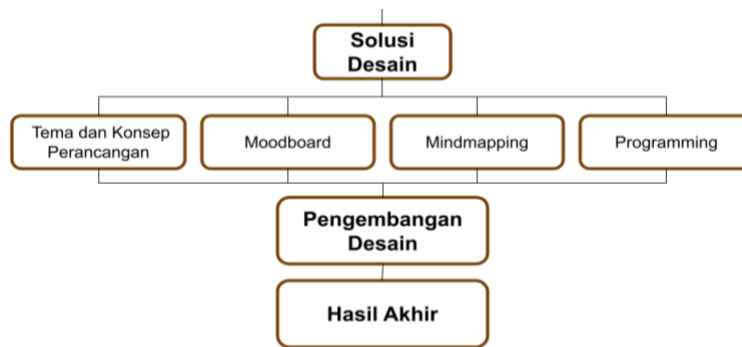 Solusi
Desain
Tema dan Konsep
Perancangan
Moodboard
Mindmapping
Programming
Pengembangan
Desain
Hasil Akhir